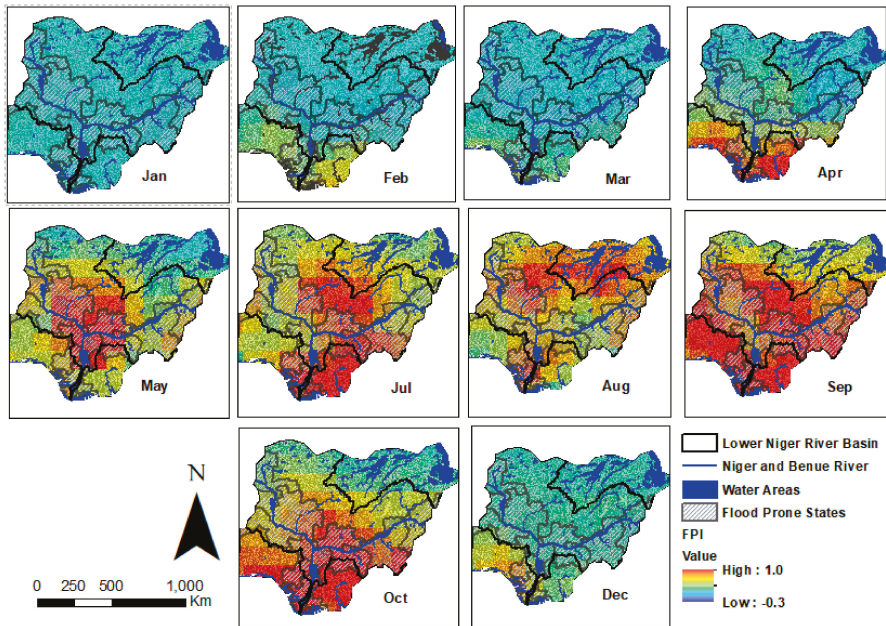 Jan
Feb
Mar
Apr
May
Jul
Aug
Sep
Oct
Dec
N
0 250 500 1,000
Km
Lower Niger River Basin
Niger and Benue River
Water Areas
Flood Prone States
FPI
Value
High : 1.0
Low : -0.3